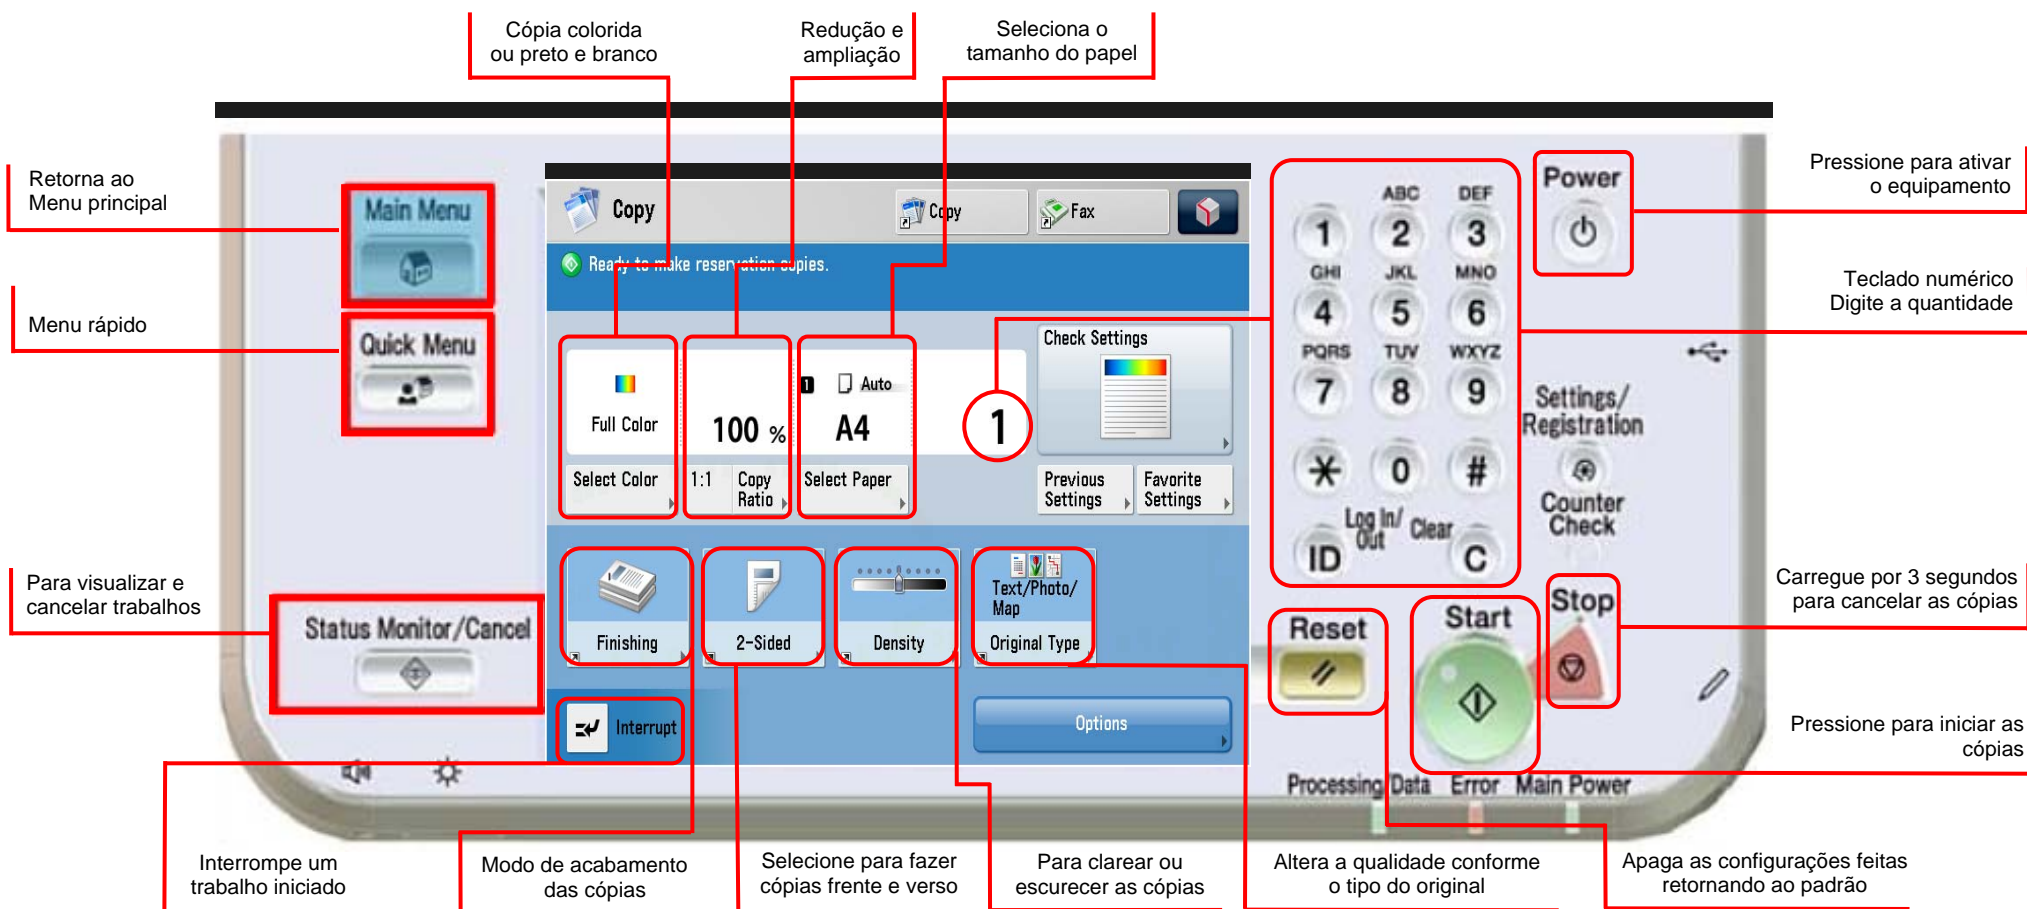 Cópia colorida
ou preto e branco
Redução e
ampliação
Seleciona o
tamanho do papel
Retorna ao
Menu principal
Menu rápido
Para visualizar e
cancelar trabalhos
Main Menu
Quick Menu
Status Monitor/Cancel
Copy
Copy
Fax
Ready to make reservation copies.
Full Color
100 %
1 Auto
A4
1
Check Settings
Select Color
1:1
Copy
Ratio
Select Paper
Previous
Settings
Favorite
Settings
Finishing
2-Sided
Density
Text/Photo/
Map
Original Type
Interrupt
Options
ABC DEF
1 2 3
GHI JKL MNO
4 5 6
PQRS TUV WXYZ
7 8 9
* 0 #
Log In/
Out
Clear
ID C
Power
Settings/
Registration
Counter
Check
Reset
Start
Stop
Processing/Data Error Main Power
Pressione para ativar
o equipamento
Teclado numérico
Digite a quantidade
Carregue por 3 segundos
para cancelar as cópias
Pressione para iniciar as
cópias
Interrompe um
trabalho iniciado
Modo de acabamento
das cópias
Selecione para fazer
cópias frente e verso
Para clarear ou
escurecer as cópias
Altera a qualidade conforme
o tipo do original
Apaga as configurações feitas
retornando ao padrão